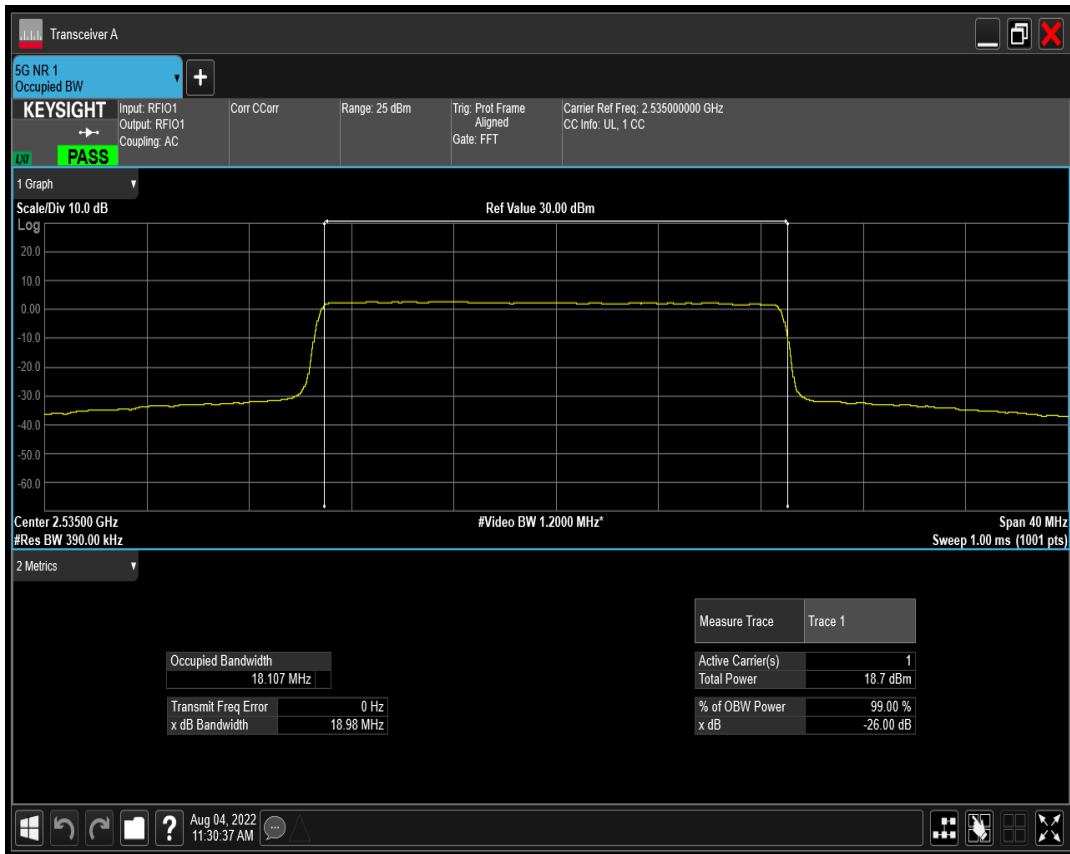 Transceiver A
5G NR 1
Occupied BW
+
KEYSIGHT
LXI
PASS
Input: RFIO1
Output: RFIO1
Coupling: AC
Corr CCorr
Range: 25 dBm
Trig: Prot Frame
Aligned
Gate: FFT
Carrier Ref Freq: 2.535000000 GHz
CC Info: UL, 1 CC
1 Graph
Scale/Div 10.0 dB
Ref Value 30.00 dBm
Log
20.0
10.0
0.00
-10.0
-20.0
-30.0
-40.0
-50.0
-60.0
Center 2.53500 GHz
#Video BW 1.2000 MHz*
Span 40 MHz
#Res BW 390.00 kHz
Sweep 1.00 ms (1001 pts)
2 Metrics
Measure Trace Trace 1
Occupied Bandwidth
18.107 MHz
Transmit Freq Error 0 Hz
x dB Bandwidth 18.98 MHz
Active Carrier(s) 1
Total Power 18.7 dBm
% of OBW Power 99.00 %
x dB -26.00 dB
?
Aug 04, 2022
11:30:37 AM